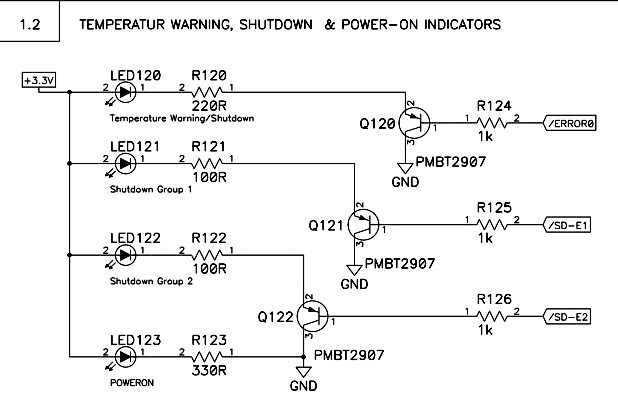 1.2 TEMPERATUR WARNING, SHUTDOWN & POWER-ON INDICATORS
+3.3V
LED120 R120
2 1 2 1
220R
Temperature Warning/Shutdown
2
Q120
1
3
PMBT2907
GND
R124
1 2
1k
/ERROR0
LED121 R121
2 1 2 1
100R
Shutdown Group 1
2
Q121
1
3
PMBT2907
GND
R125
1 2
1k
/SD-E1
LED122 R122
2 1 2 1
100R
Shutdown Group 2
2
Q122
1
3
PMBT2907
GND
R126
1 2
1k
/SD-E2
LED123 R123
2 1 2 1
330R
POWERON